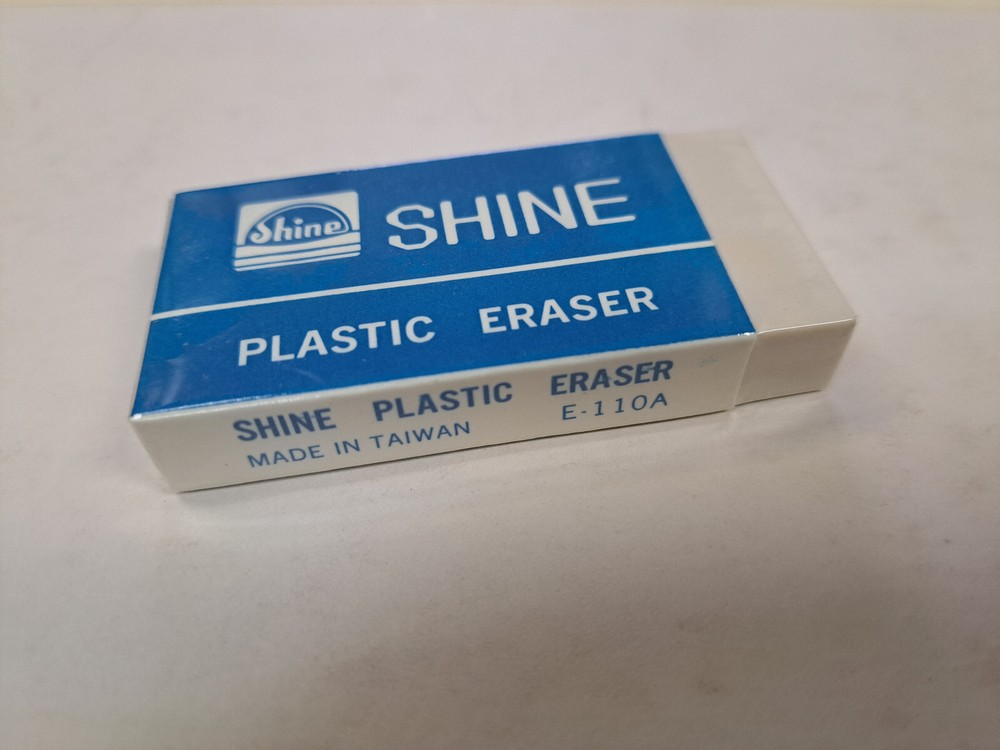 Shine
SHINE
PLASTIC ERASER
SHINE PLASTIC ERASER
MADE IN TAIWAN E-110A